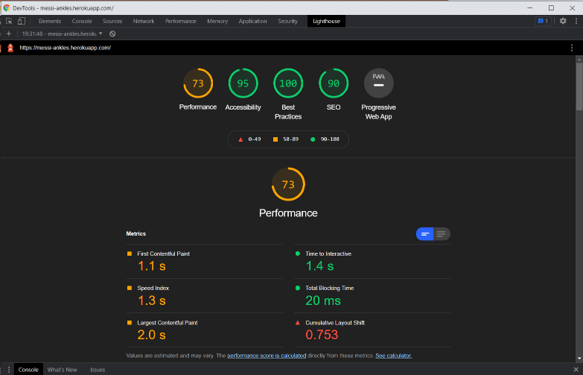 DevTools - messi-ankles.herokuapp.com/
Elements Console Sources Network Performance Memory Application Security Lighthouse 1
+ 19:31:40 - messi-ankles.herok.
https://messi-ankles.herokuapp.com/
73 95 100 90 PWA
Performance Accessibility Best Practices SEO Progressive Web App
0-49 50-89 90-100
73
Performance
Metrics
First Contentful Paint
1.1 s
Time to Interactive
1.4 s
Speed Index
1.3 s
Total Blocking Time
20 ms
Largest Contentful Paint
2.0 s
Cumulative Layout Shift
0.753
Values are estimated and may vary. The performance score is calculated directly from these metrics. See calculator.
Console What's New Issues